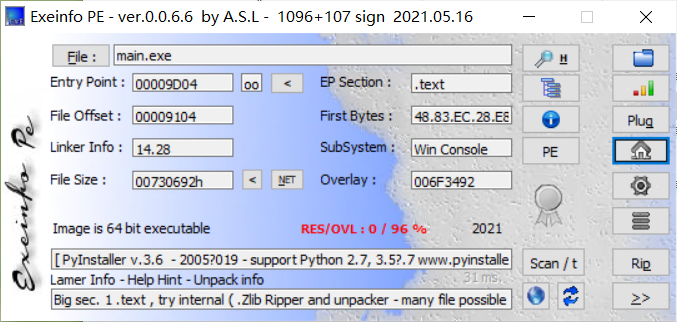 Exeinfo PE - ver.0.0.6.6 by A.S.L - 1096+107 sign 2021.05.16
File : main.exe H
Entry Point : 00009D04 oo < EP Section : .text
File Offset : 00009104 First Bytes : 48.83.EC.28.E8 Plug
Linker Info : 14.28 SubSystem : Win Console PE
File Size : 00730692h < NET Overlay : 006F3492
Image is 64 bit executable RES/OVL : 0 / 96 % 2021
[ PyInstaller v.3.6 - 2005?019 - support Python 2.7, 3.5?.7 www.pyinstalle Scan / t Rip
Lamer Info - Help Hint - Unpack info 31 ms.
Big sec. 1 .text , try internal ( .Zlib Ripper and unpacker - many file possible >>
Exeinfo Pe